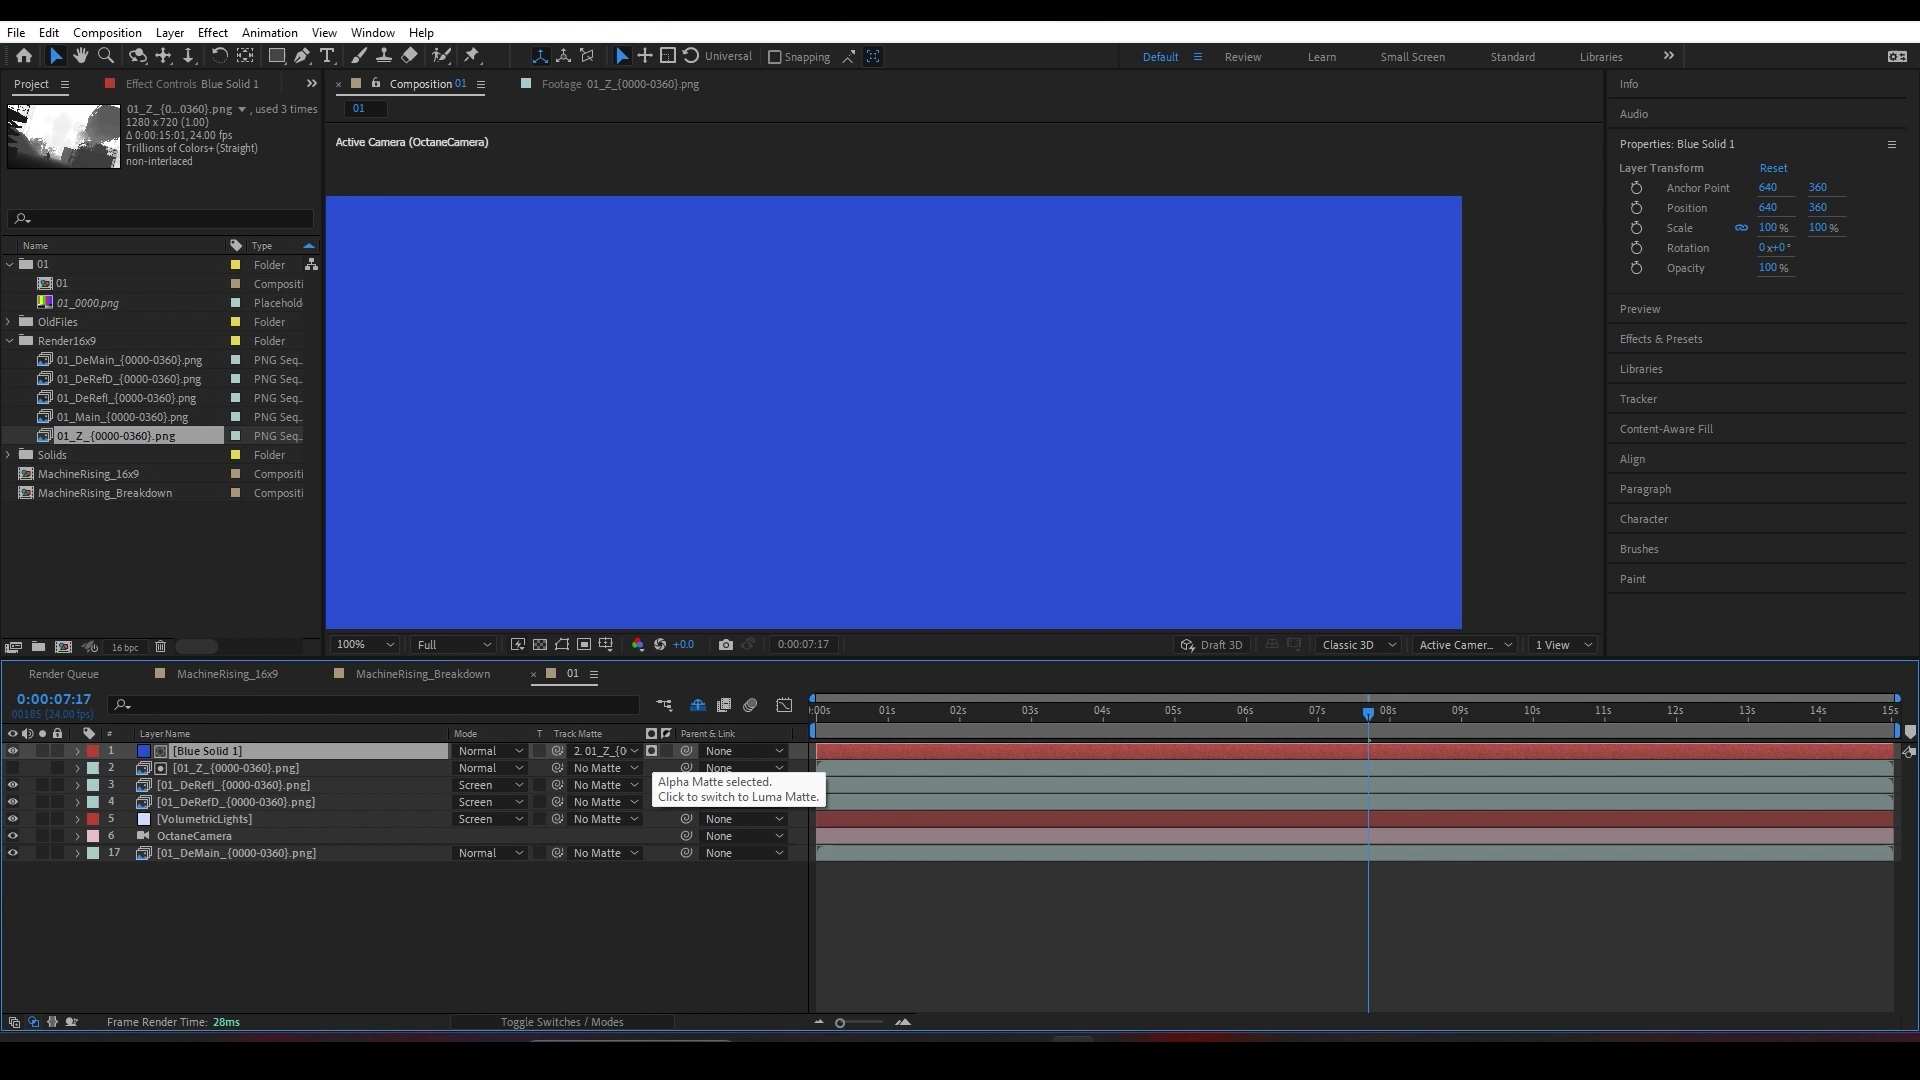 File Edit Composition Layer Effect Animation View Window Help
Universal Snapping Default Review Learn Small Screen Standard Libraries
Project Effect Controls Blue Solid 1
Composition 01 Footage 01_Z_{0000-0360}.png
01
01_Z_{0...0360}.png , used 3 times
1280 x 720 (1.00)
Δ 0:00:15:01, 24.00 fps
Trillions of Colors+ (Straight)
non-interlaced
Name Type
01 Folder
01 Compositi
01_0000.png Placehold
OldFiles Folder
Render16x9 Folder
01_DeMain_{0000-0360}.png PNG Seq..
01_DeRefD_{0000-0360}.png PNG Seq..
01_DeRefI_{0000-0360}.png PNG Seq..
01_Main_{0000-0360}.png PNG Seq..
01_Z_{0000-0360}.png PNG Seq..
Solids Folder
MachineRising_16x9 Compositi
MachineRising_Breakdown Compositi
16 bpc
Active Camera (OctaneCamera)
100% Full +0.0 0:00:07:17 Draft 3D Classic 3D Active Camer... 1 View
Info
Audio
Properties: Blue Solid 1
Layer Transform Reset
Anchor Point 640 360
Position 640 360
Scale 100 % 100 %
Rotation 0 x+0 °
Opacity 100 %
Preview
Effects & Presets
Libraries
Tracker
Content-Aware Fill
Align
Paragraph
Character
Brushes
Paint
Render Queue MachineRising_16x9 MachineRising_Breakdown 01
0:00:07:17
00185 (24.00 fps)
:00s 01s 02s 03s 04s 05s 06s 07s 08s 09s 10s 11s 12s 13s 14s 15s
# Layer Name Mode T Track Matte Parent & Link
1 [Blue Solid 1] Normal 2. 01_Z_{0 None
2 [01_Z_{0000-0360}.png] Normal No Matte None
3 [01_DeRefI_{0000-0360}.png] Screen No Matte
4 [01_DeRefD_{0000-0360}.png] Screen No Matte
5 [VolumetricLights] Screen No Matte None
6 OctaneCamera None
17 [01_DeMain_{0000-0360}.png] Normal No Matte None
Alpha Matte selected.
Click to switch to Luma Matte.
Frame Render Time: 28ms Toggle Switches / Modes